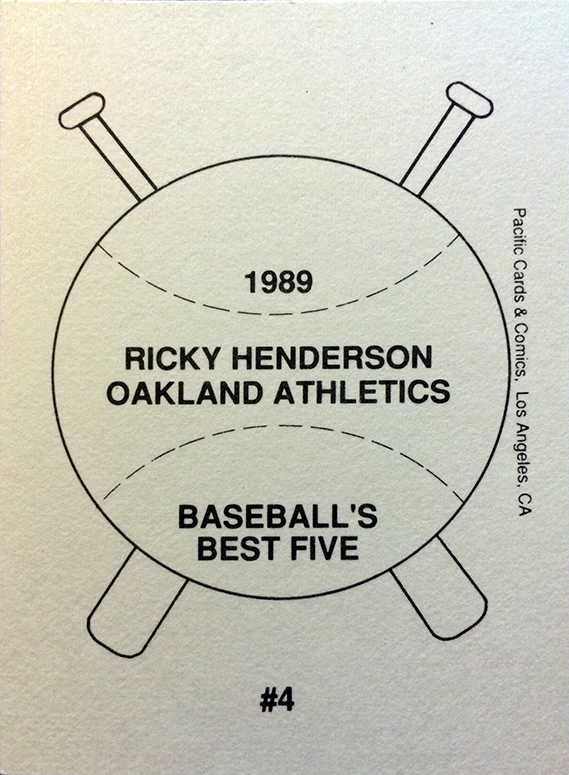 1989
RICKY HENDERSON
OAKLAND ATHLETICS
BASEBALL'S
BEST FIVE
#4
Pacific Cards & Comics, Los Angeles, CA